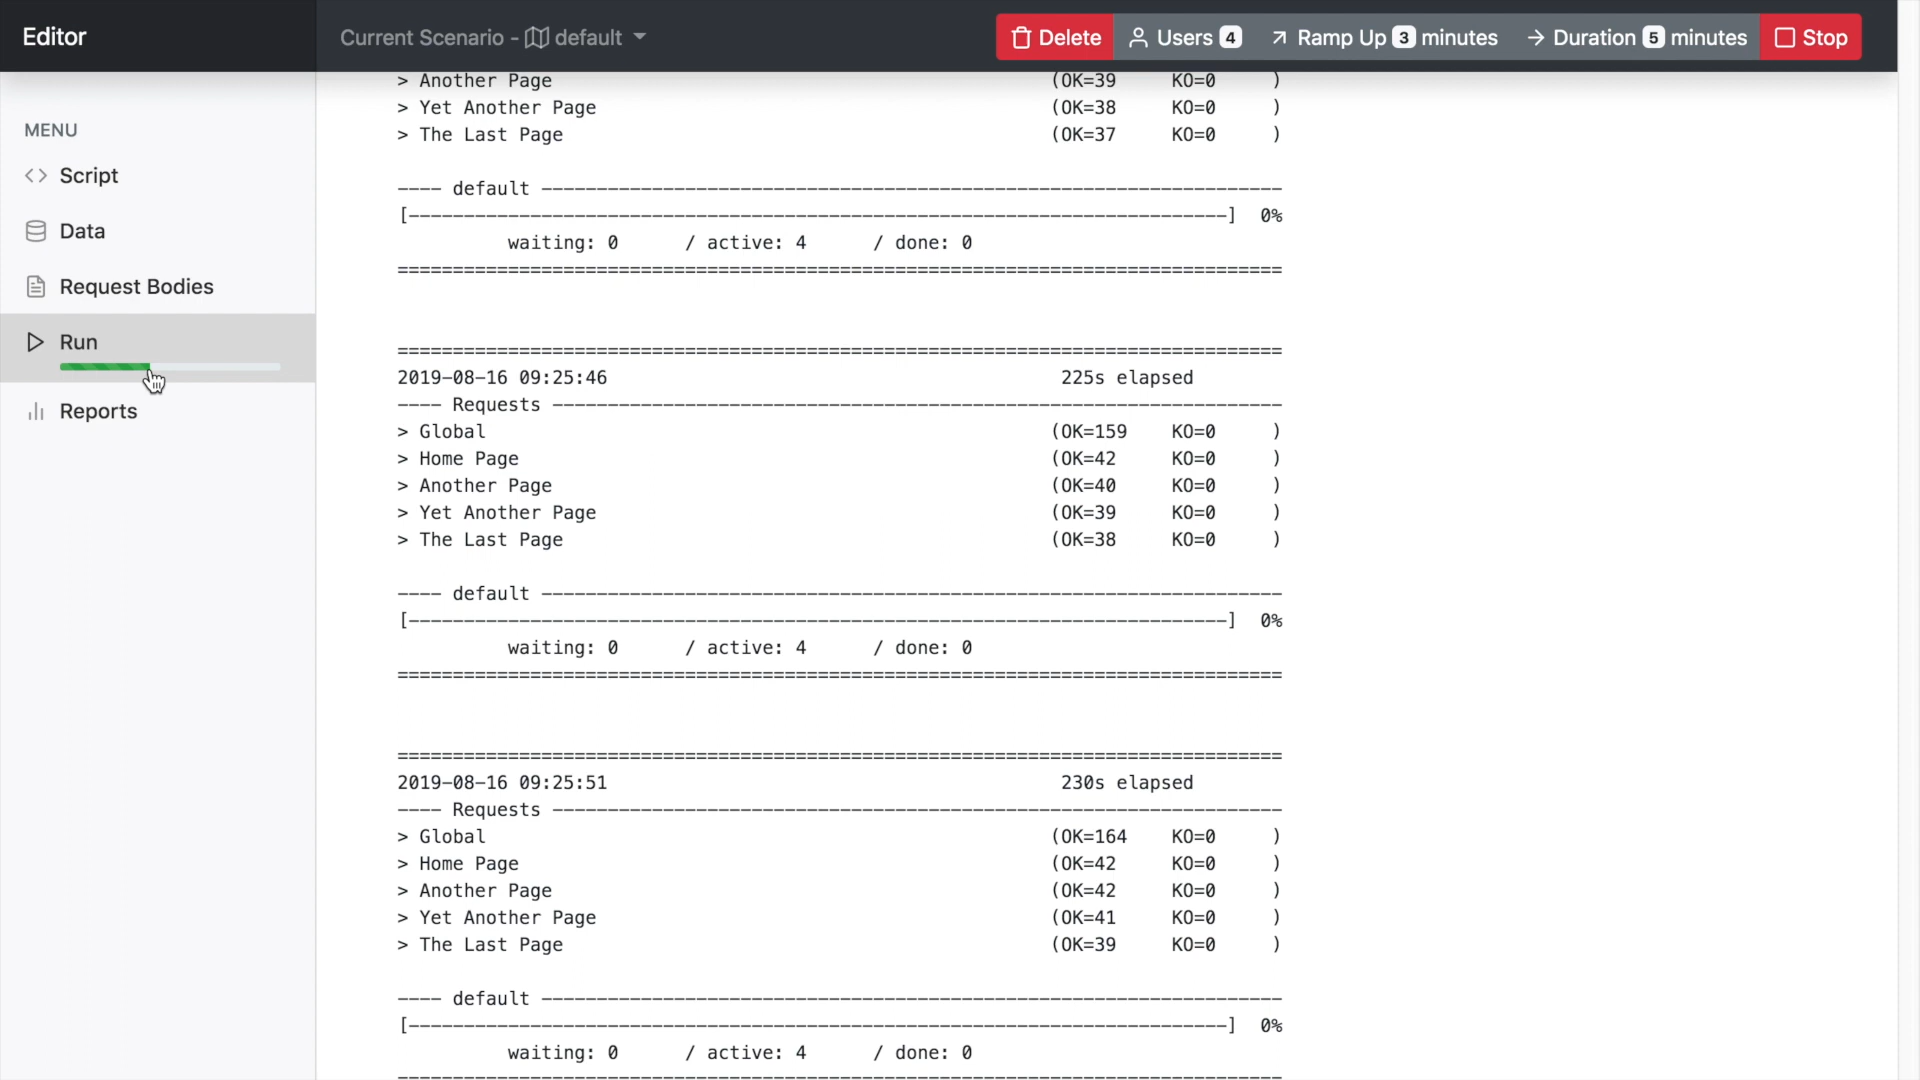 Editor
Current Scenario - default
Delete
Users 4
Ramp Up 3 minutes
Duration 5 minutes
Stop
MENU
Script
Data
Request Bodies
Run
Reports
> Another Page (OK=39 KO=0 )
> Yet Another Page (OK=38 KO=0 )
> The Last Page (OK=37 KO=0 )
---- default -------------------------------------------------------------------
[--------------------------------------------------------------------------] 0%
waiting: 0 / active: 4 / done: 0
================================================================================
================================================================================
2019-08-16 09:25:46 225s elapsed
---- Requests ------------------------------------------------------------------
> Global (OK=159 KO=0 )
> Home Page (OK=42 KO=0 )
> Another Page (OK=40 KO=0 )
> Yet Another Page (OK=39 KO=0 )
> The Last Page (OK=38 KO=0 )
---- default -------------------------------------------------------------------
[--------------------------------------------------------------------------] 0%
waiting: 0 / active: 4 / done: 0
================================================================================
================================================================================
2019-08-16 09:25:51 230s elapsed
---- Requests ------------------------------------------------------------------
> Global (OK=164 KO=0 )
> Home Page (OK=42 KO=0 )
> Another Page (OK=42 KO=0 )
> Yet Another Page (OK=41 KO=0 )
> The Last Page (OK=39 KO=0 )
---- default -------------------------------------------------------------------
[--------------------------------------------------------------------------] 0%
waiting: 0 / active: 4 / done: 0
================================================================================